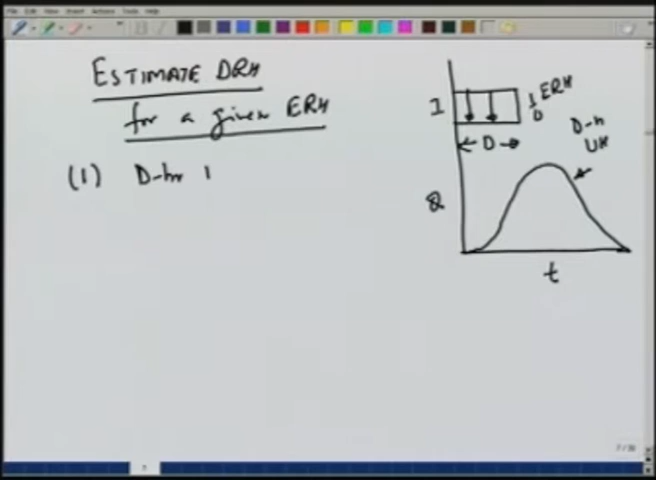 ESTIMATE DRH
for a given ERH
(1) D-hr 1
I
1/D ERH
D
D-h
UH
Q
t